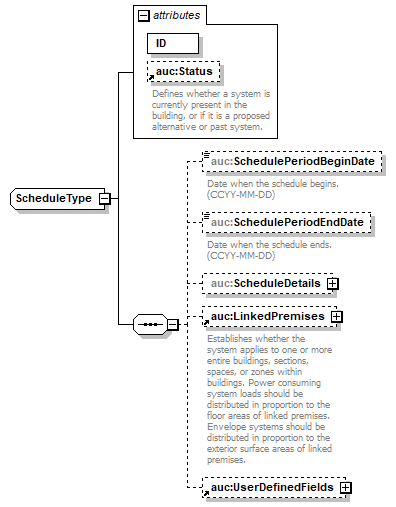 attributes
ID
auc:Status
Defines whether a system is
currently present in the
building, or if it is a proposed
alternative or past system.
auc:SchedulePeriodBeginDate
Date when the schedule begins.
(CCYY-MM-DD)
ScheduleType
auc:SchedulePeriodEndDate
Date when the schedule ends.
(CCYY-MM-DD)
auc:ScheduleDetails
auc:LinkedPremises
Establishes whether the
system applies to one or more
entire buildings, sections,
spaces, or zones within
buildings. Power consuming
system loads should be
distributed in proportion to the
floor areas of linked premises.
Envelope systems should be
distributed in proportion to the
exterior surface areas of linked
premises.
auc:UserDefinedFields